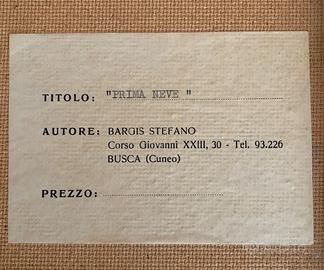 TITOLO: "PRIMA NEVE "
AUTORE: BARGIS STEFANO
Corso Giovanni XXIII, 30 - Tel. 93.226
BUSCA (Cuneo)
PREZZO: